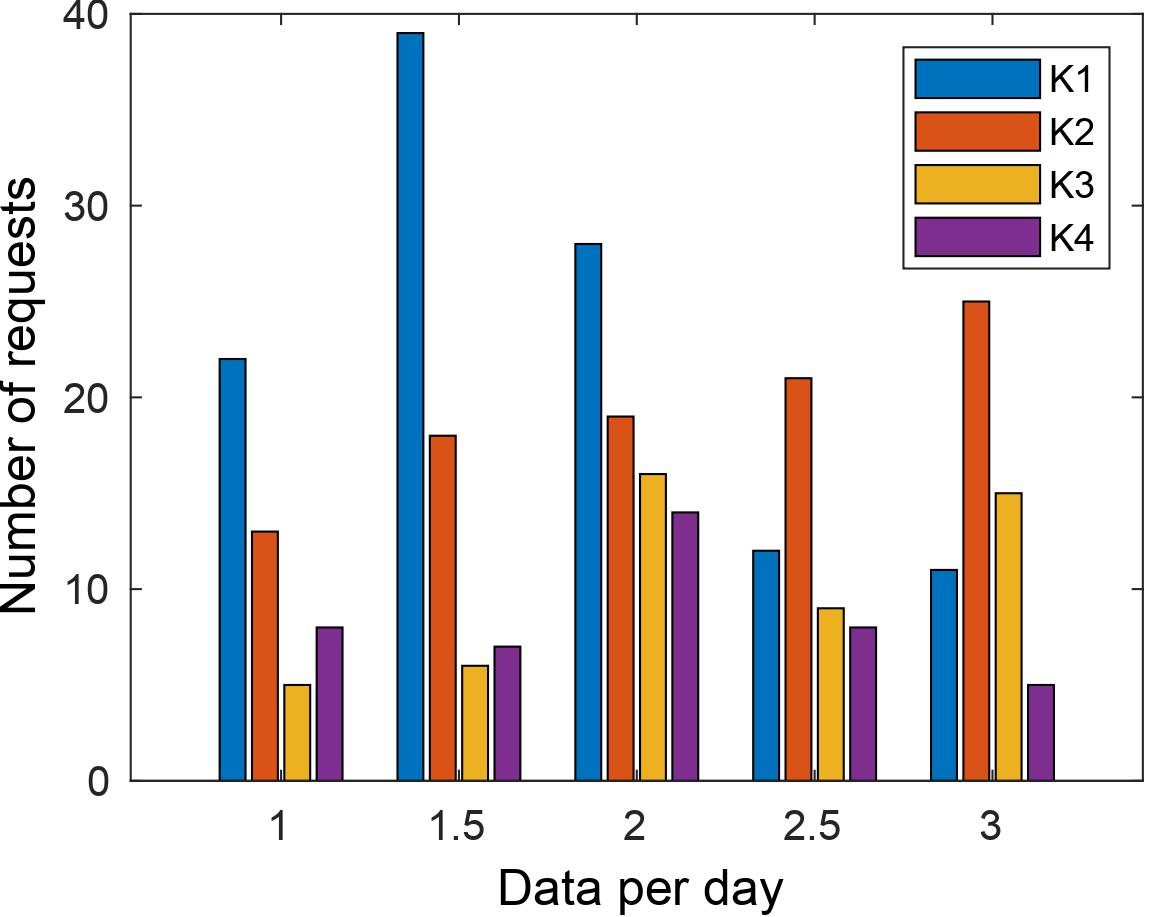 Number of requests
40
30
20
10
0
K1
K2
K3
K4
1 1.5 2 2.5 3
Data per day